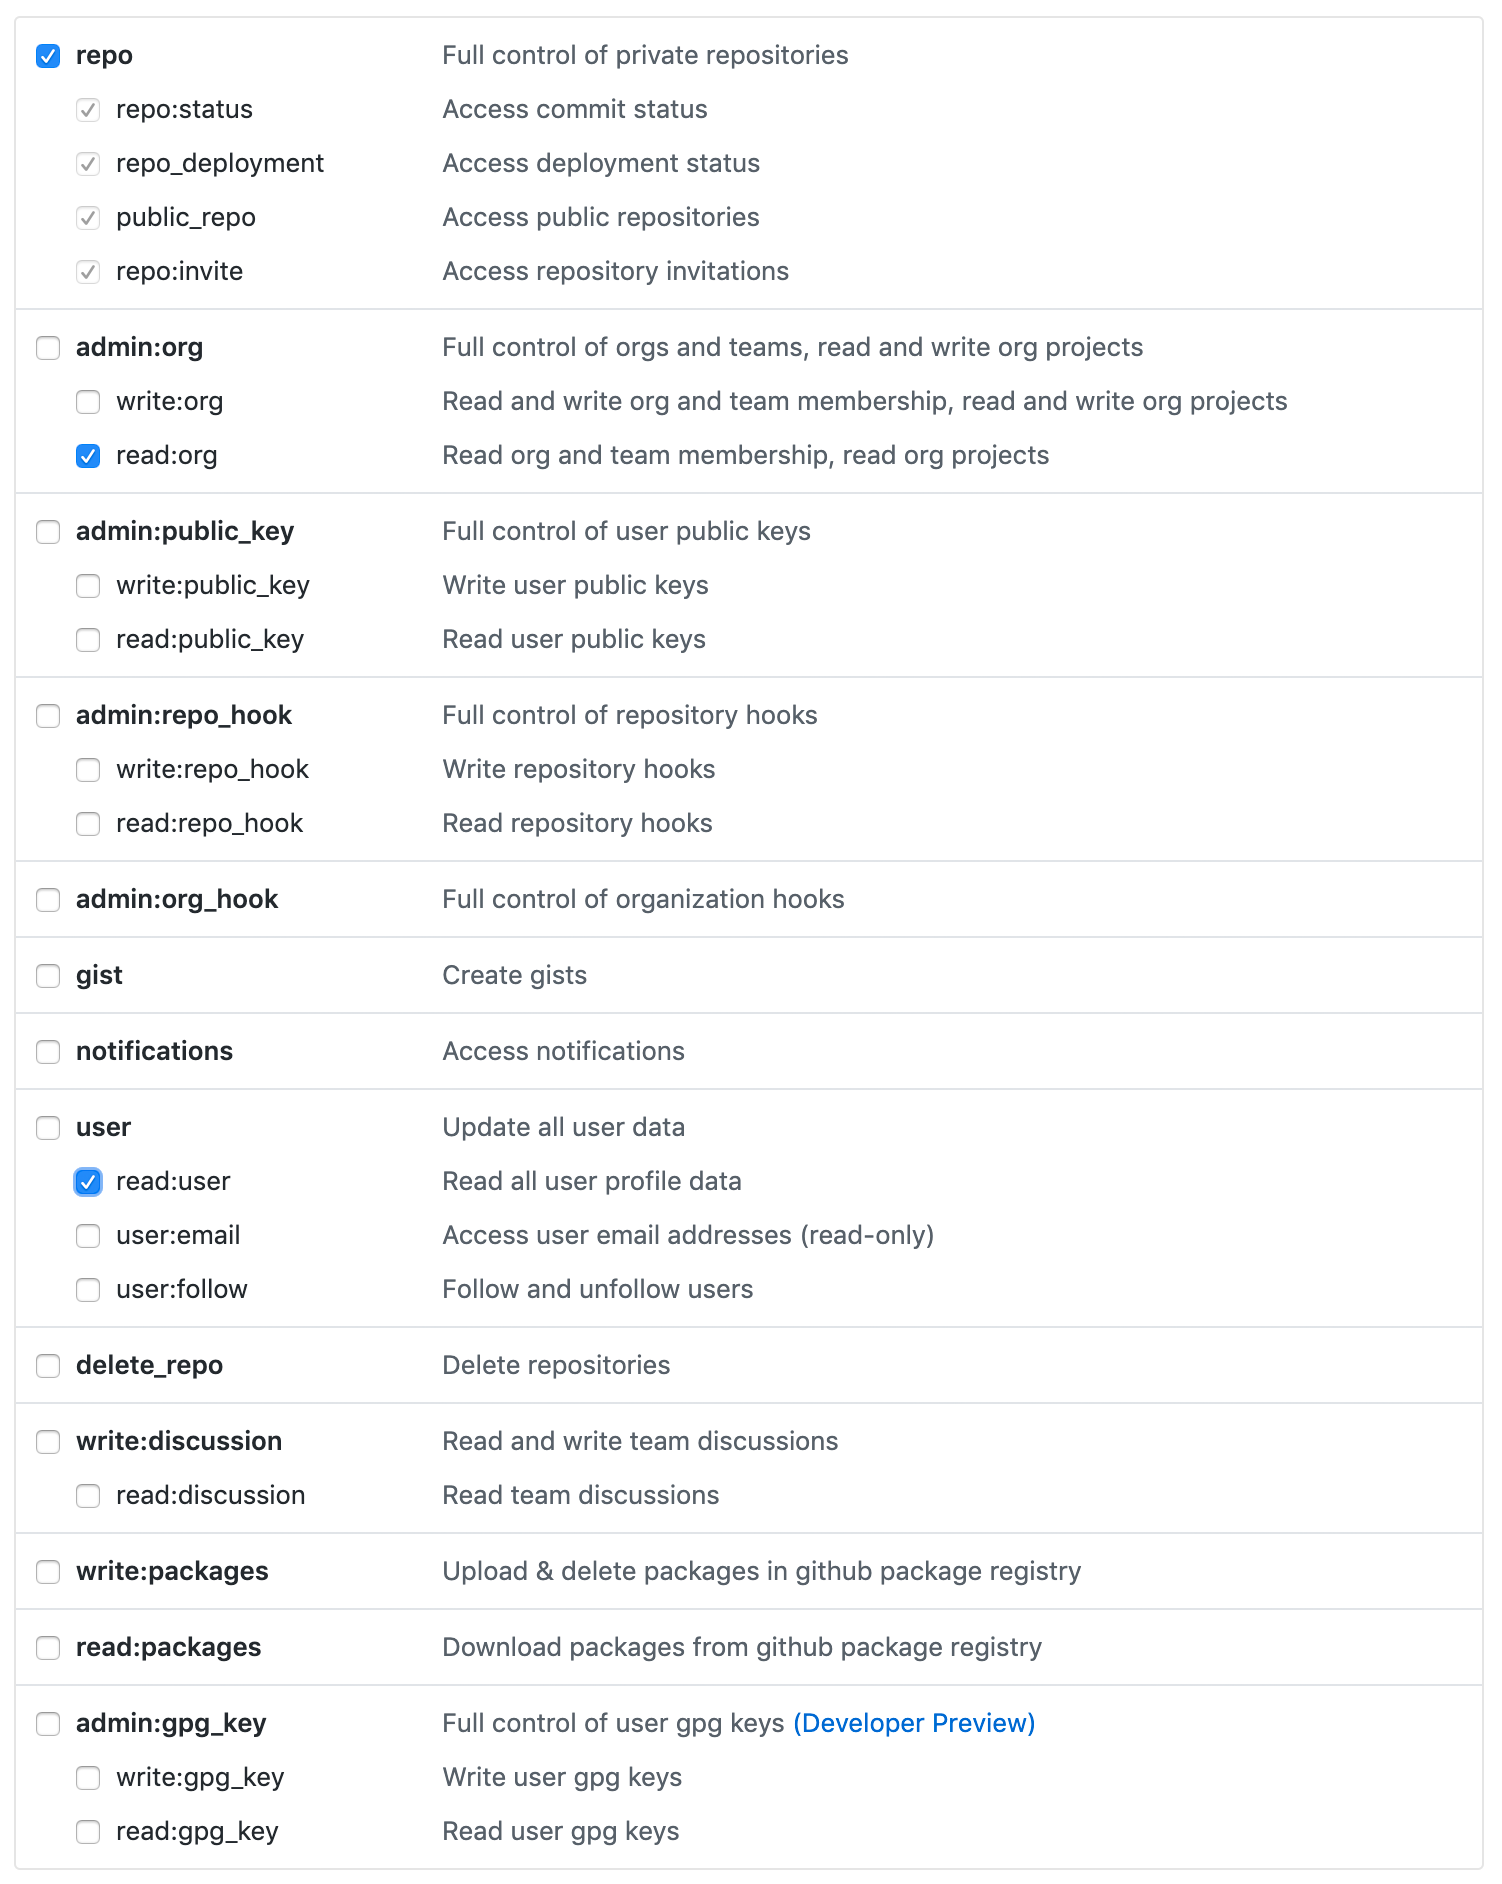 repo Full control of private repositories
repo:status Access commit status
repo_deployment Access deployment status
public_repo Access public repositories
repo:invite Access repository invitations
admin:org Full control of orgs and teams, read and write org projects
write:org Read and write org and team membership, read and write org projects
read:org Read org and team membership, read org projects
admin:public_key Full control of user public keys
write:public_key Write user public keys
read:public_key Read user public keys
admin:repo_hook Full control of repository hooks
write:repo_hook Write repository hooks
read:repo_hook Read repository hooks
admin:org_hook Full control of organization hooks
gist Create gists
notifications Access notifications
user Update all user data
read:user Read all user profile data
user:email Access user email addresses (read-only)
user:follow Follow and unfollow users
delete_repo Delete repositories
write:discussion Read and write team discussions
read:discussion Read team discussions
write:packages Upload & delete packages in github package registry
read:packages Download packages from github package registry
admin:gpg_key Full control of user gpg keys (Developer Preview)
write:gpg_key Write user gpg keys
read:gpg_key Read user gpg keys